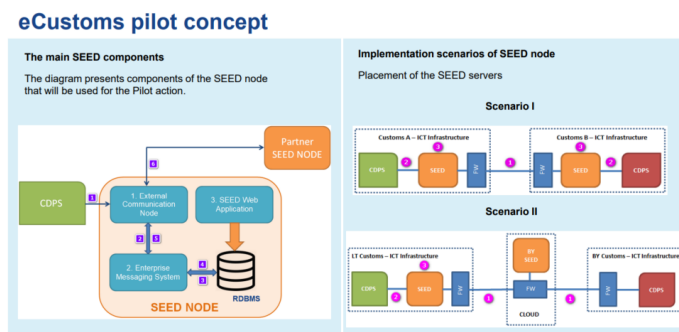 eCustoms pilot concept
The main SEED components
The diagram presents components of the SEED node
that will be used for the Pilot action.
Partner
SEED NODE
6
CDPS
1
1. External
Communication
Node
3. SEED Web
Application
2
5
2. Enterprise
Messaging System
4
3
RDBMS
SEED NODE
Implementation scenarios of SEED node
Placement of the SEED servers
Scenario I
Customs A – ICT Infrastructure
Customs B – ICT Infrastructure
3
3
CDPS
2
SEED
FW
1
FW
SEED
2
CDPS
Scenario II
LT Customs – ICT Infrastructure
BY Customs – ICT Infrastructure
BY
SEED
3
CDPS
2
SEED
FW
1
FW
1
FW
CDPS
CLOUD